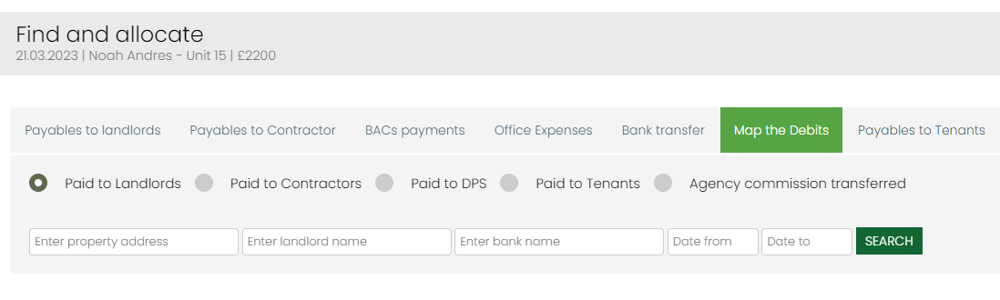 Find and allocate
21.03.2023 | Noah Andres - Unit 15 | £2200
Payables to landlords Payables to Contractor BACs payments Office Expenses Bank transfer Map the Debits Payables to Tenants
Paid to Landlords Paid to Contractors Paid to DPS Paid to Tenants Agency commission transferred
Enter property address Enter landlord name Enter bank name Date from Date to SEARCH